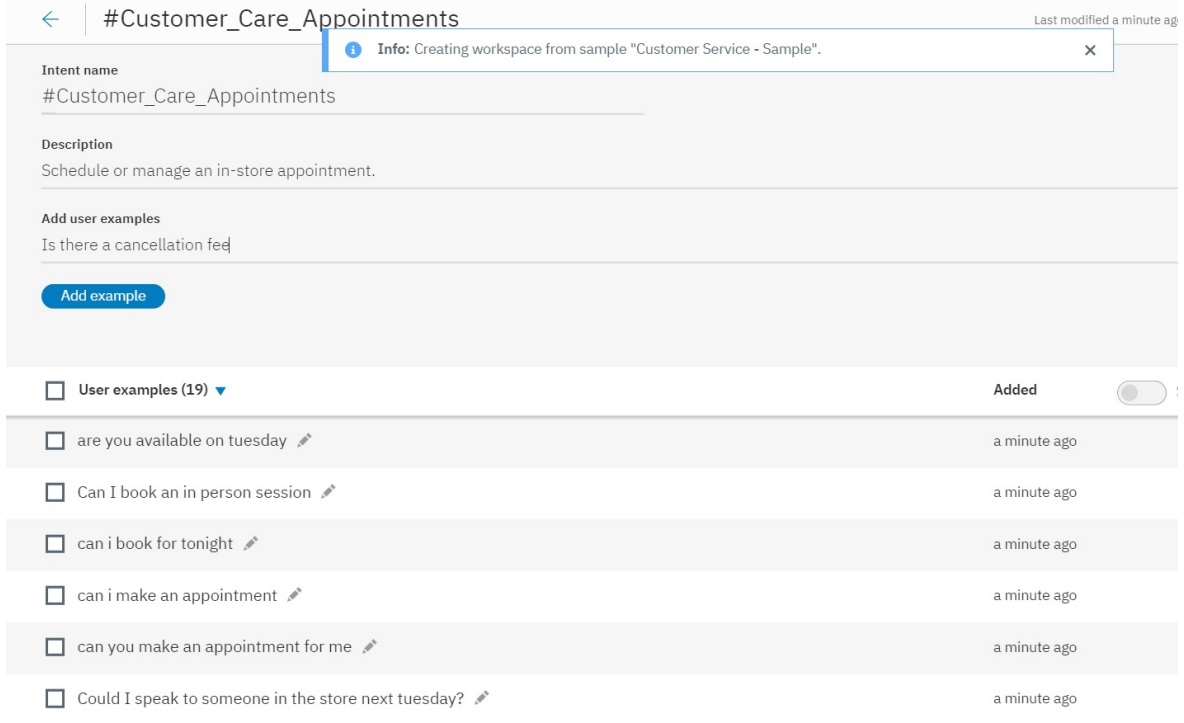 #Customer_Care_Appointments
Last modified a minute ago
Info: Creating workspace from sample "Customer Service - Sample".
Intent name
#Customer_Care_Appointments
Description
Schedule or manage an in-store appointment.
Add user examples
Is there a cancellation fee
Add example
User examples (19) Added
are you available on tuesday a minute ago
Can I book an in person session a minute ago
can i book for tonight a minute ago
can i make an appointment a minute ago
can you make an appointment for me a minute ago
Could I speak to someone in the store next tuesday? a minute ago